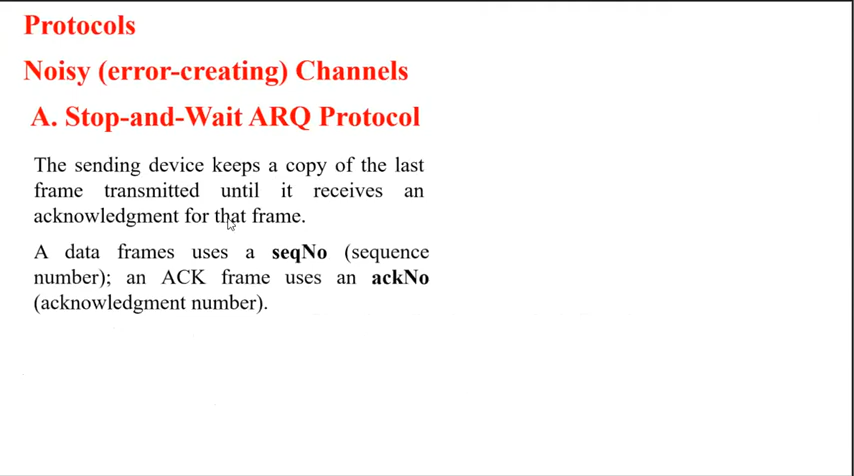 Protocols
Noisy (error-creating) Channels
A. Stop-and-Wait ARQ Protocol
The sending device keeps a copy of the last
frame transmitted until it receives an
acknowledgment for that frame.
A data frames uses a seqNo (sequence
number); an ACK frame uses an ackNo
(acknowledgment number).